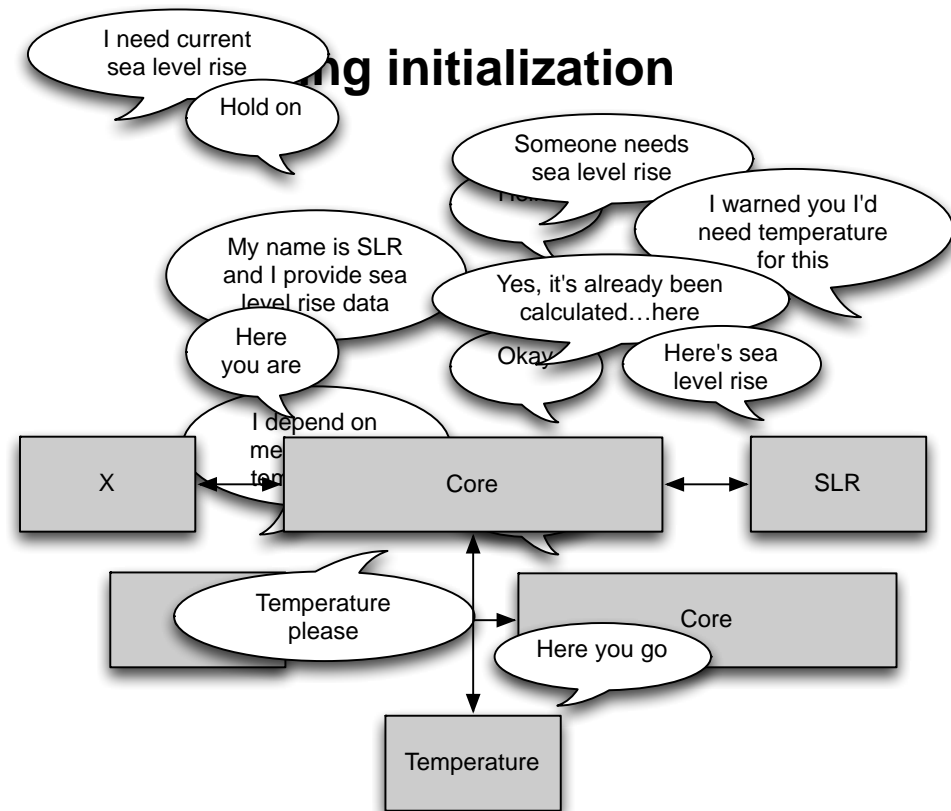 I need current
sea level rise
initialization
Hold on
Someone needs
sea level rise
I warned you I'd
need temperature
for this
My name is SLR
and I provide sea
level rise data
Yes, it's already been
calculated…here
Here
you are
Okay
Here's sea
level rise
I depend on
X
Core
SLR
Temperature
please
Core
Here you go
Temperature